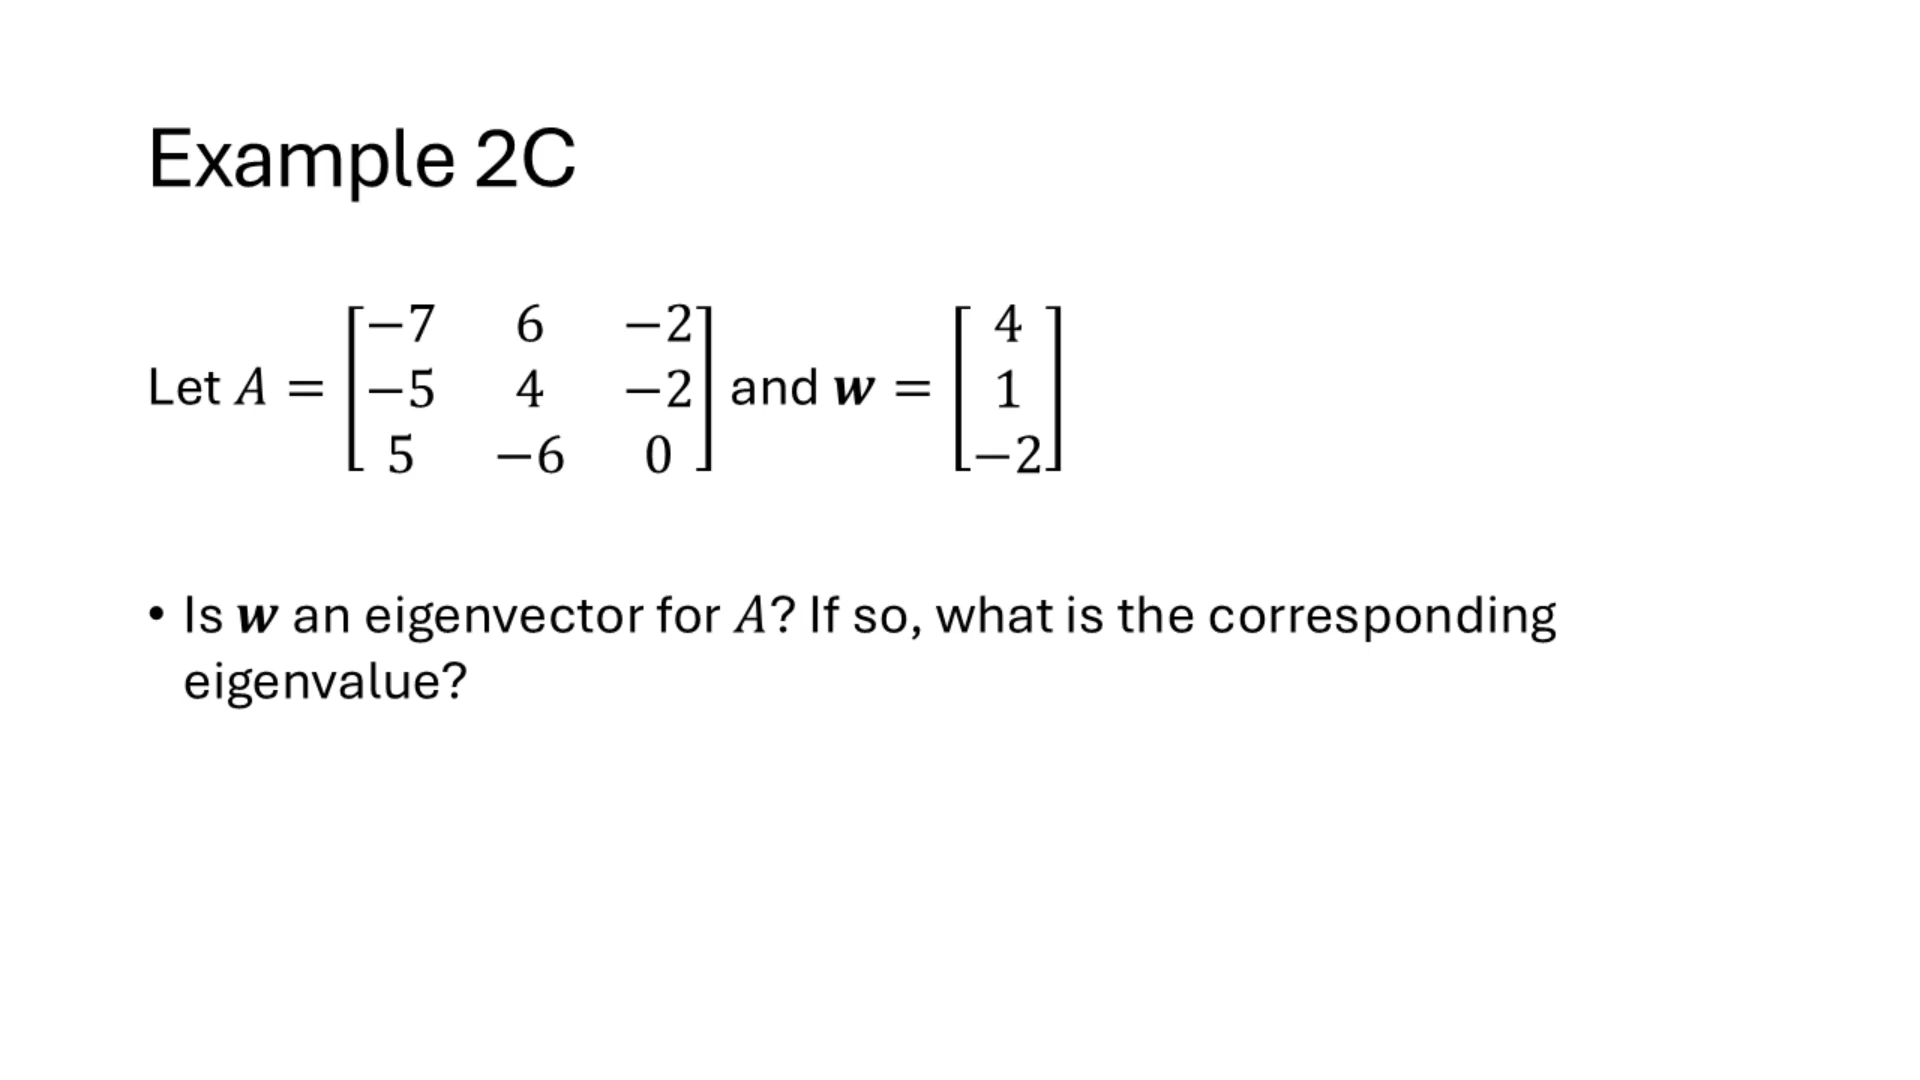 Example 2C
Let A = [−7 6 −2; −5 4 −2; 5 −6 0] and w = [4; 1; −2]
• Is w an eigenvector for A? If so, what is the corresponding
eigenvalue?